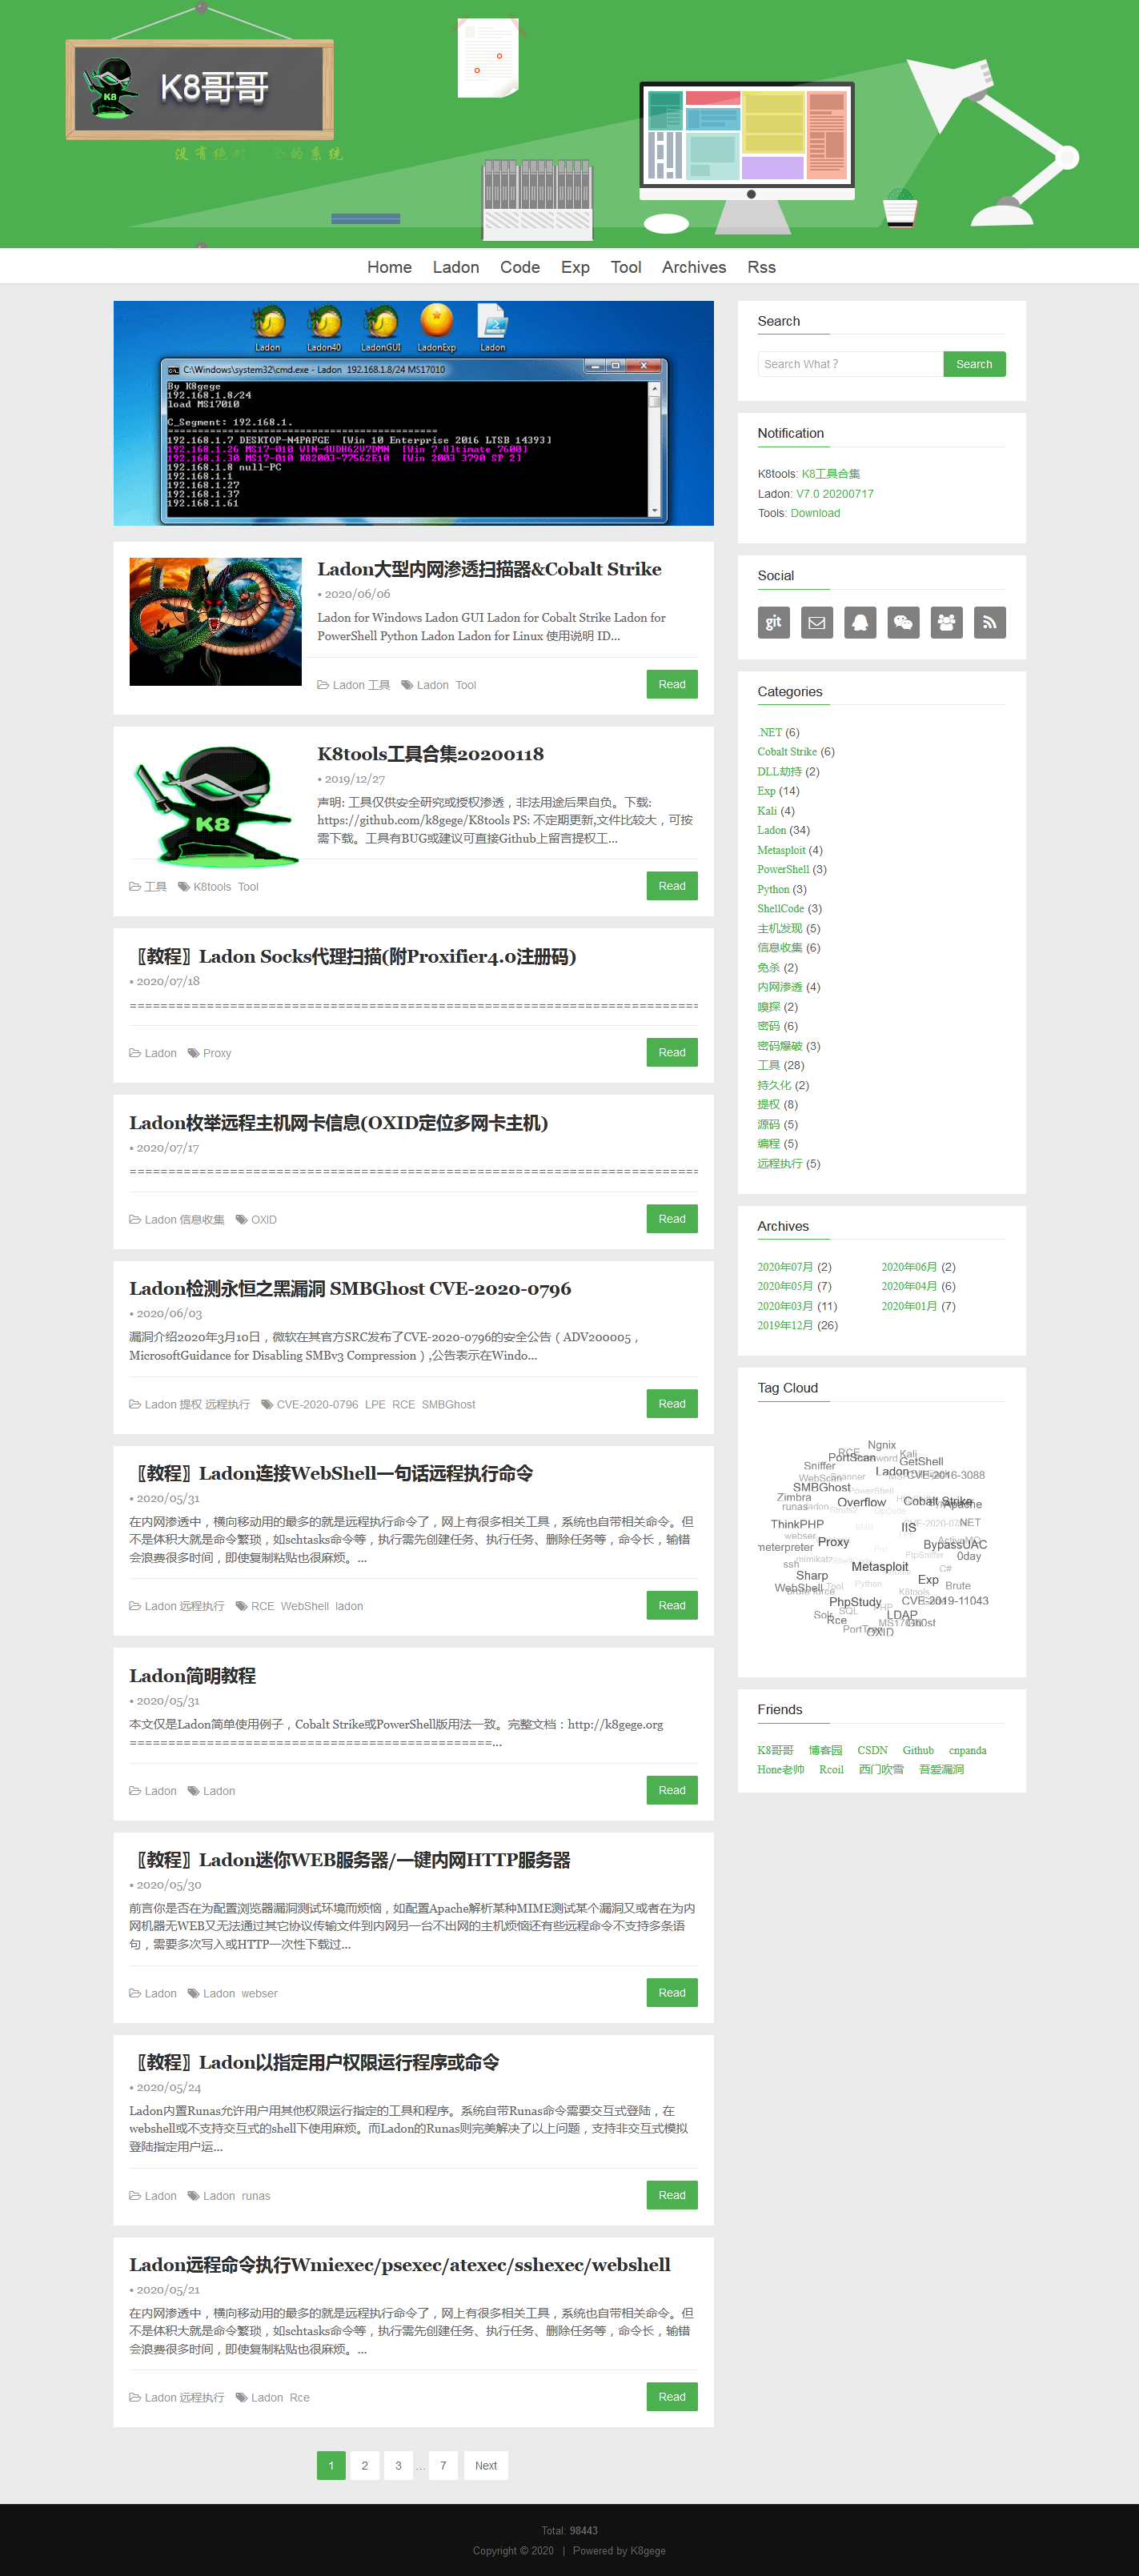 K8哥哥
没有绝
的系统
Home Ladon Code Exp Tool Archives Rss
Ladon Ladon40 LadonGUI LadonExp Ladon
C:\Windows\system32\cmd.exe - Ladon 192.168.1.8/24 MS17010
By K8gege
192.168.1.8/24
load MS17010
C_Segment: 192.168.1.
=============================================
192.168.1.7 DESKTOP-N4PAFGE [Win 10 Enterprise 2016 LTSB 14393]
192.168.1.26 MS17-010 WIN-4UDH62V7DMN [Win 7 Ultimate 7600]
192.168.1.30 MS17-010 K82003-77562E10 [Win 2003 3790 SP 2]
192.168.1.8 null-PC
192.168.1.1
192.168.1.27
192.168.1.37
192.168.1.61
Ladon大型内网渗透扫描器&Cobalt Strike
• 2020/06/06
Ladon for Windows Ladon GUI Ladon for Cobalt Strike Ladon for
PowerShell Python Ladon Ladon for Linux 使用说明 ID...
Ladon 工具 Ladon Tool
Read
K8
K8tools工具合集20200118
• 2019/12/27
声明: 工具仅供安全研究或授权渗透，非法用途后果自负。下载:
https://github.com/k8gege/K8tools PS: 不定期更新,文件比较大，可按
需下载。工具有BUG或建议可直接Github上留言提权工...
工具 K8tools Tool
Read
〖教程〗Ladon Socks代理扫描(附Proxifier4.0注册码)
• 2020/07/18
=========================================================================
Ladon Proxy
Read
Ladon枚举远程主机网卡信息(OXID定位多网卡主机)
• 2020/07/17
=========================================================================
Ladon 信息收集 OXID
Read
Ladon检测永恒之黑漏洞 SMBGhost CVE-2020-0796
• 2020/06/03
漏洞介绍2020年3月10日，微软在其官方SRC发布了CVE-2020-0796的安全公告（ADV200005，
MicrosoftGuidance for Disabling SMBv3 Compression）,公告表示在Windo...
Ladon 提权 远程执行 CVE-2020-0796 LPE RCE SMBGhost
Read
〖教程〗Ladon连接WebShell一句话远程执行命令
• 2020/05/31
在内网渗透中，横向移动用的最多的就是远程执行命令了，网上有很多相关工具，系统也自带相关命令。但
不是体积大就是命令繁琐，如schtasks命令等，执行需先创建任务、执行任务、删除任务等，命令长，输错
会浪费很多时间，即使复制粘贴也很麻烦。...
Ladon 远程执行 RCE WebShell ladon
Read
Ladon简明教程
• 2020/05/31
本文仅是Ladon简单使用例子，Cobalt Strike或PowerShell版用法一致。完整文档：http://k8gege.org
===============================================...
Ladon Ladon
Read
〖教程〗Ladon迷你WEB服务器/一键内网HTTP服务器
• 2020/05/30
前言你是否在为配置浏览器漏洞测试环境而烦恼，如配置Apache解析某种MIME测试某个漏洞又或者在为内
网机器无WEB又无法通过其它协议传输文件到内网另一台不出网的主机烦恼还有些远程命令不支持多条语
句，需要多次写入或HTTP一次性下载过...
Ladon Ladon webser
Read
〖教程〗Ladon以指定用户权限运行程序或命令
• 2020/05/24
Ladon内置Runas允许用户用其他权限运行指定的工具和程序。系统自带Runas命令需要交互式登陆，在
webshell或不支持交互式的shell下使用麻烦。而Ladon的Runas则完美解决了以上问题，支持非交互式模拟
登陆指定用户运...
Ladon Ladon runas
Read
Ladon远程命令执行Wmiexec/psexec/atexec/sshexec/webshell
• 2020/05/21
在内网渗透中，横向移动用的最多的就是远程执行命令了，网上有很多相关工具，系统也自带相关命令。但
不是体积大就是命令繁琐，如schtasks命令等，执行需先创建任务、执行任务、删除任务等，命令长，输错
会浪费很多时间，即使复制粘贴也很麻烦。...
Ladon 远程执行 Ladon Rce
Read
1 2 3 ... 7 Next
Search
Search What? Search
Notification
K8tools: K8工具合集
Ladon: V7.0 20200717
Tools: Download
Social
git
Categories
.NET (6)
Cobalt Strike (6)
DLL劫持 (2)
Exp (14)
Kali (4)
Ladon (34)
Metasploit (4)
PowerShell (3)
Python (3)
ShellCode (3)
主机发现 (5)
信息收集 (6)
免杀 (2)
内网渗透 (4)
嗅探 (2)
密码 (6)
密码爆破 (3)
工具 (28)
持久化 (2)
提权 (8)
源码 (5)
编程 (5)
远程执行 (5)
Archives
2020年07月 (2) 2020年06月 (2)
2020年05月 (7) 2020年04月 (6)
2020年03月 (11) 2020年01月 (7)
2019年12月 (26)
Tag Cloud
Ngnix
RCE Kali
PortScan GetShell
Sniffer Ladon CVE-2016-3088
SMBGhost
Zimbra Overflow Cobalt Strike Apache
runas ladon
ThinkPHP IIS .NET
webser Proxy BypassUAC
meterpreter 0day
ssh mimikatz Metasploit FtpSniffer C#
Sharp Exp
WebShell Tool Python K8tools Brute
PhpStudy CVE-2019-11043
Solr SQL PHP LDAP
Rce MS17010 Gh0st
PortTran OXID
Friends
K8哥哥 博客园 CSDN Github cnpanda
Hone老帅 Rcoil 西门吹雪 吾爱漏洞
Total: 98443
Copyright © 2020 | Powered by K8gege